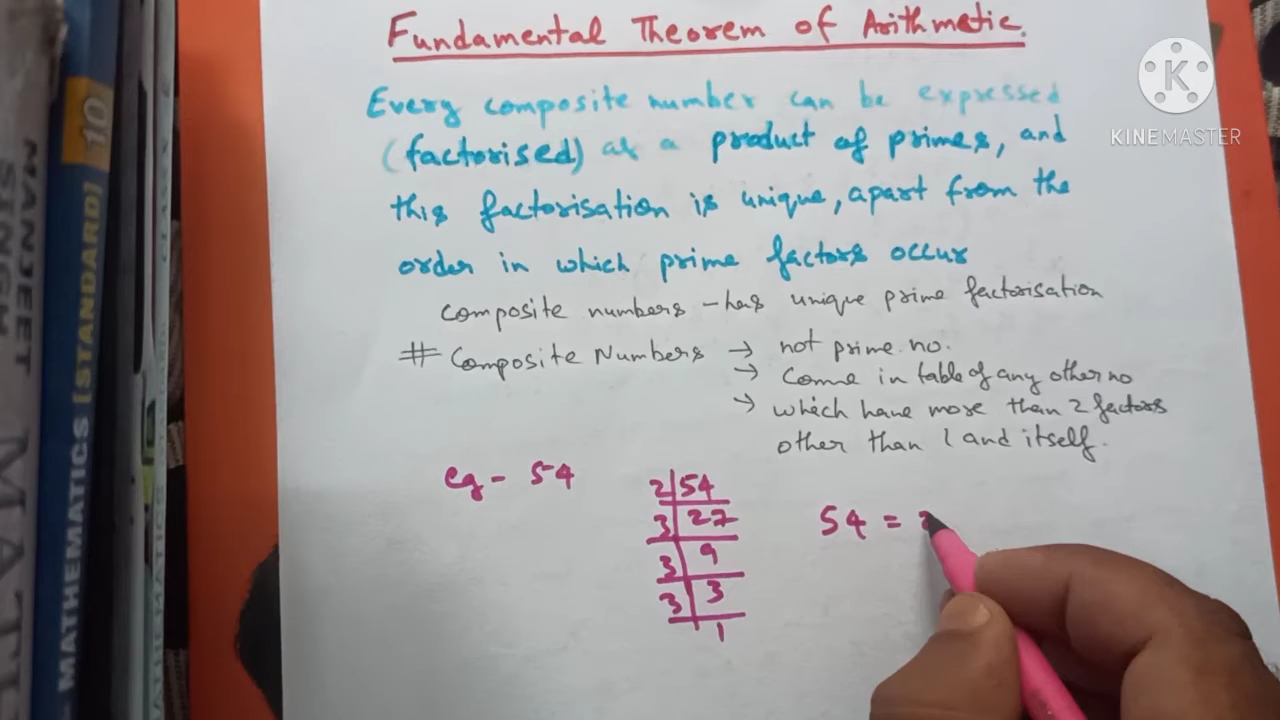 Fundamental Theorem of Arithmetic.
Every composite number can be expressed
(factorised) as a product of primes, and
this factorisation is unique, apart from the
order in which prime factors occur
composite numbers - has unique prime factorisation
# Composite Numbers → not prime no.
→ Come in table of any other no
→ which have more than 2 factors
other than 1 and itself.
eg - 54
2 54
3 27
3 9
3 3
1
54 =
KINEMASTER
MANJEET SINGH
MATHEMATICS [STANDARD] 10